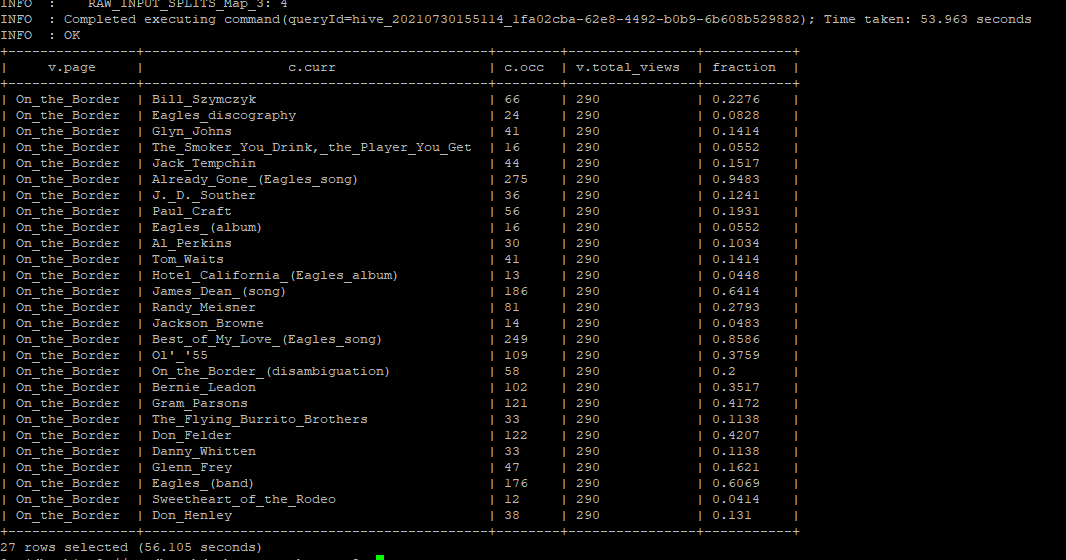 INFO  :     RAW_INPUT_SPLITS_Map_3: 4
INFO  : Completed executing command(queryId=hive_20210730155114_1fa02cba-62e8-4492-b0b9-6b608b529882); Time taken: 53.963 seconds
INFO  : OK
+----------------+-------------------------------------------+--------+----------------+-----------+
|     v.page     |                  c.curr                   | c.occ  | v.total_views  | fraction  |
+----------------+-------------------------------------------+--------+----------------+-----------+
| On_the_Border  | Bill_Szymczyk                             | 66     | 290            | 0.2276    |
| On_the_Border  | Eagles_discography                        | 24     | 290            | 0.0828    |
| On_the_Border  | Glyn_Johns                                | 41     | 290            | 0.1414    |
| On_the_Border  | The_Smoker_You_Drink,_the_Player_You_Get  | 16     | 290            | 0.0552    |
| On_the_Border  | Jack_Tempchin                             | 44     | 290            | 0.1517    |
| On_the_Border  | Already_Gone_(Eagles_song)                | 275    | 290            | 0.9483    |
| On_the_Border  | J._D._Souther                             | 36     | 290            | 0.1241    |
| On_the_Border  | Paul_Craft                                | 56     | 290            | 0.1931    |
| On_the_Border  | Eagles_(album)                            | 16     | 290            | 0.0552    |
| On_the_Border  | Al_Perkins                                | 30     | 290            | 0.1034    |
| On_the_Border  | Tom_Waits                                 | 41     | 290            | 0.1414    |
| On_the_Border  | Hotel_California_(Eagles_album)           | 13     | 290            | 0.0448    |
| On_the_Border  | James_Dean_(song)                         | 186    | 290            | 0.6414    |
| On_the_Border  | Randy_Meisner                             | 81     | 290            | 0.2793    |
| On_the_Border  | Jackson_Browne                            | 14     | 290            | 0.0483    |
| On_the_Border  | Best_of_My_Love_(Eagles_song)             | 249    | 290            | 0.8586    |
| On_the_Border  | Ol'_'55                                   | 109    | 290            | 0.3759    |
| On_the_Border  | On_the_Border_(disambiguation)            | 58     | 290            | 0.2       |
| On_the_Border  | Bernie_Leadon                             | 102    | 290            | 0.3517    |
| On_the_Border  | Gram_Parsons                              | 121    | 290            | 0.4172    |
| On_the_Border  | The_Flying_Burrito_Brothers               | 33     | 290            | 0.1138    |
| On_the_Border  | Don_Felder                                | 122    | 290            | 0.4207    |
| On_the_Border  | Danny_Whitten                             | 33     | 290            | 0.1138    |
| On_the_Border  | Glenn_Frey                                | 47     | 290            | 0.1621    |
| On_the_Border  | Eagles_(band)                             | 176    | 290            | 0.6069    |
| On_the_Border  | Sweetheart_of_the_Rodeo                   | 12     | 290            | 0.0414    |
| On_the_Border  | Don_Henley                                | 38     | 290            | 0.131     |
+----------------+-------------------------------------------+--------+----------------+-----------+
27 rows selected (56.105 seconds)